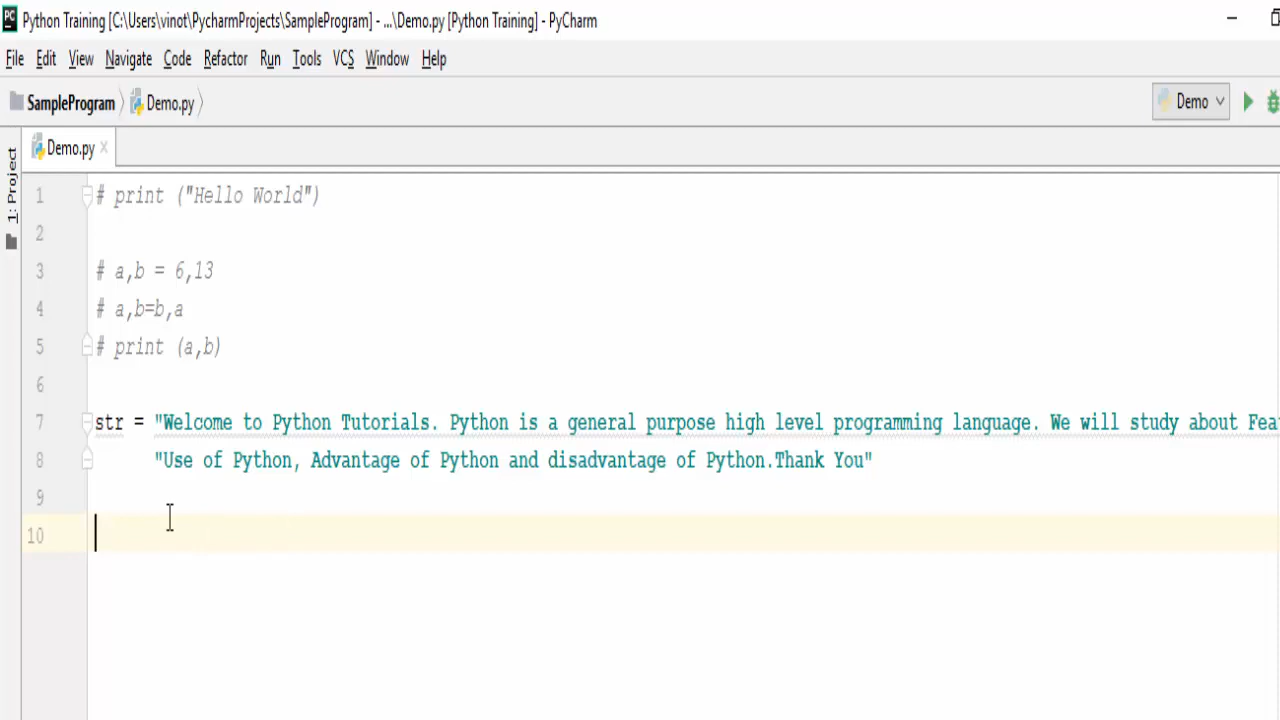 PC Python Training [C:\Users\vinot\PycharmProjects\SampleProgram] - ...\Demo.py [Python Training] - PyCharm
File Edit View Navigate Code Refactor Run Tools VCS Window Help
SampleProgram Demo.py Demo
Demo.py
1: Project
1 # print ("Hello World")
2
3 # a,b = 6,13
4 # a,b=b,a
5 # print (a,b)
6
7 str = "Welcome to Python Tutorials. Python is a general purpose high level programming language. We will study about Fea
8 "Use of Python, Advantage of Python and disadvantage of Python.Thank You"
9
10